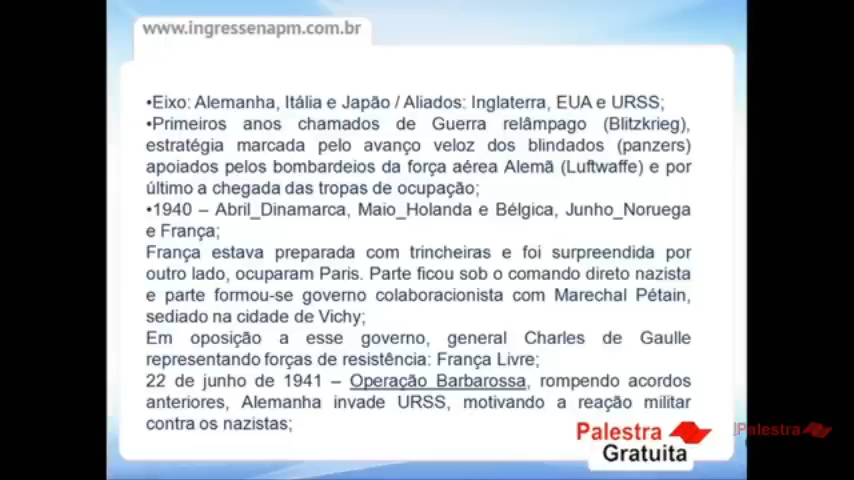 www.ingressenapm.com.br
•Eixo: Alemanha, Itália e Japão / Aliados: Inglaterra, EUA e URSS;
•Primeiros anos chamados de Guerra relâmpago (Blitzkrieg),
estratégia marcada pelo avanço veloz dos blindados (panzers)
apoiados pelos bombardeios da força aérea Alemã (Luftwaffe) e por
último a chegada das tropas de ocupação;
•1940 – Abril_Dinamarca, Maio_Holanda e Bélgica, Junho_Noruega
e França;
França estava preparada com trincheiras e foi surpreendida por
outro lado, ocuparam Paris. Parte ficou sob o comando direto nazista
e parte formou-se governo colaboracionista com Marechal Pétain,
sediado na cidade de Vichy;
Em oposição a esse governo, general Charles de Gaulle
representando forças de resistência: França Livre;
22 de junho de 1941 – Operação Barbarossa, rompendo acordos
anteriores, Alemanha invade URSS, motivando a reação militar
contra os nazistas;
Palestra
Gratuita
Palestra